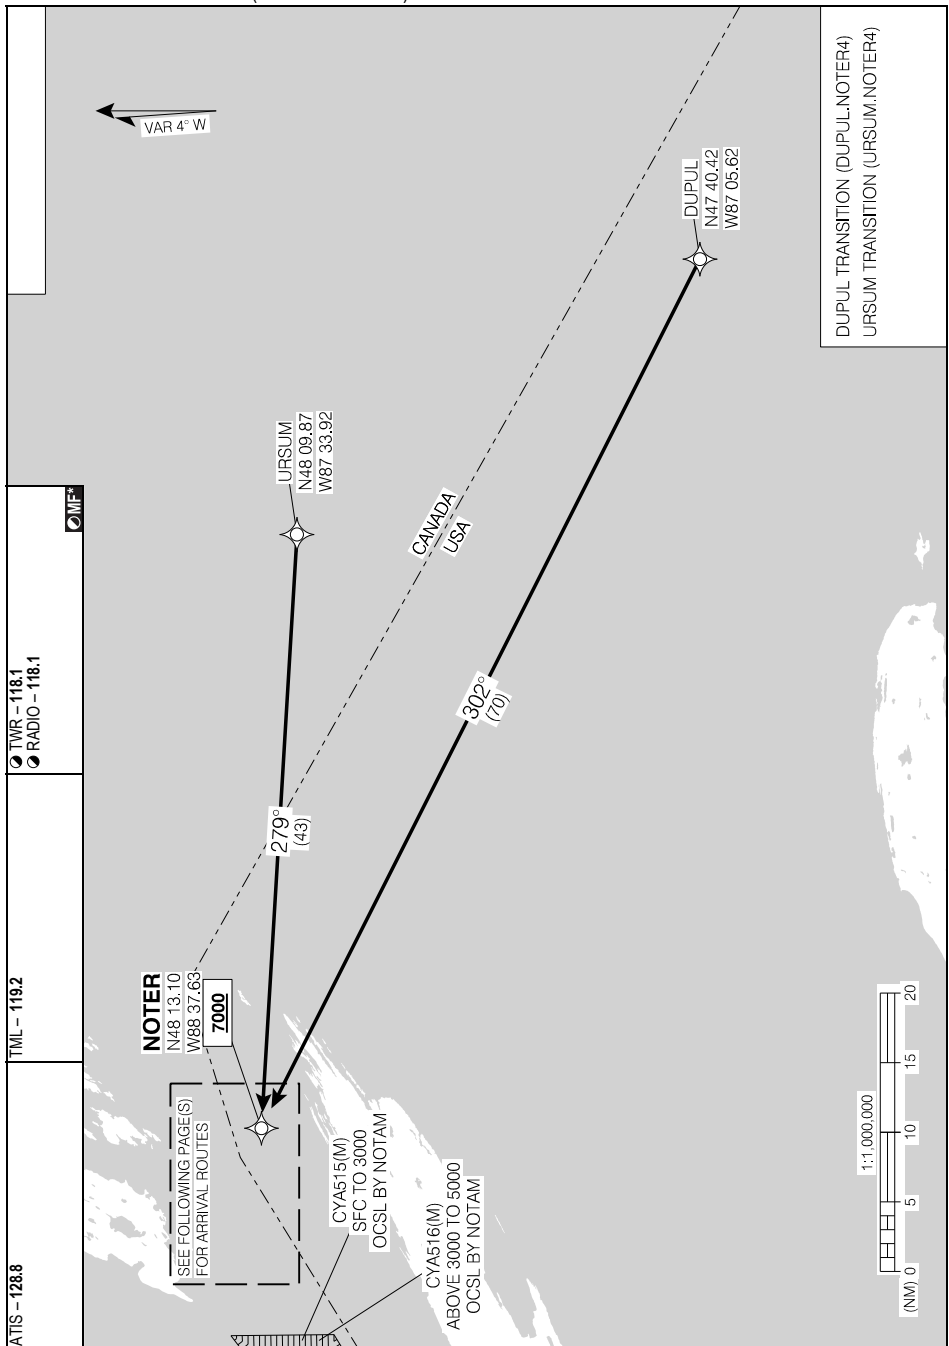 ATIS – 128.8
TML – 119.2
TWR – 118.1
RADIO – 118.1
MF*
VAR 4° W
NOTER
N48 13.10
W88 37.63
7000
SEE FOLLOWING PAGE(S)
FOR ARRIVAL ROUTES
279°
(43)
URSUM
N48 09.87
W87 33.92
CANADA
USA
302°
(70)
DUPUL
N47 40.42
W87 05.62
CYA515(M)
SFC TO 3000
OCSL BY NOTAM
CYA516(M)
ABOVE 3000 TO 5000
OCSL BY NOTAM
1:1,000,000
(NM) 0 5 10 15 20
DUPUL TRANSITION (DUPUL.NOTER4)
URSUM TRANSITION (URSUM.NOTER4)